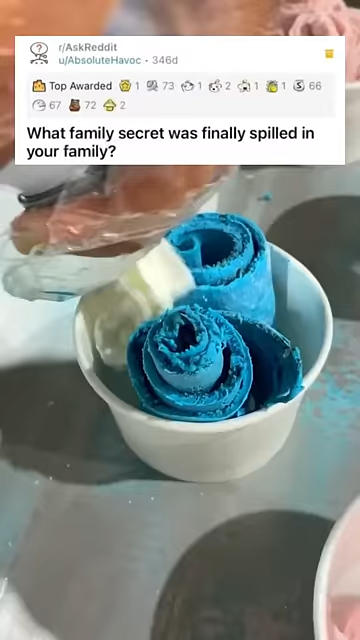 r/AskReddit
u/AbsoluteHavoc · 346d
Top Awarded 1 73 1 2 1 1 66
67 72 2
What family secret was finally spilled in
your family?